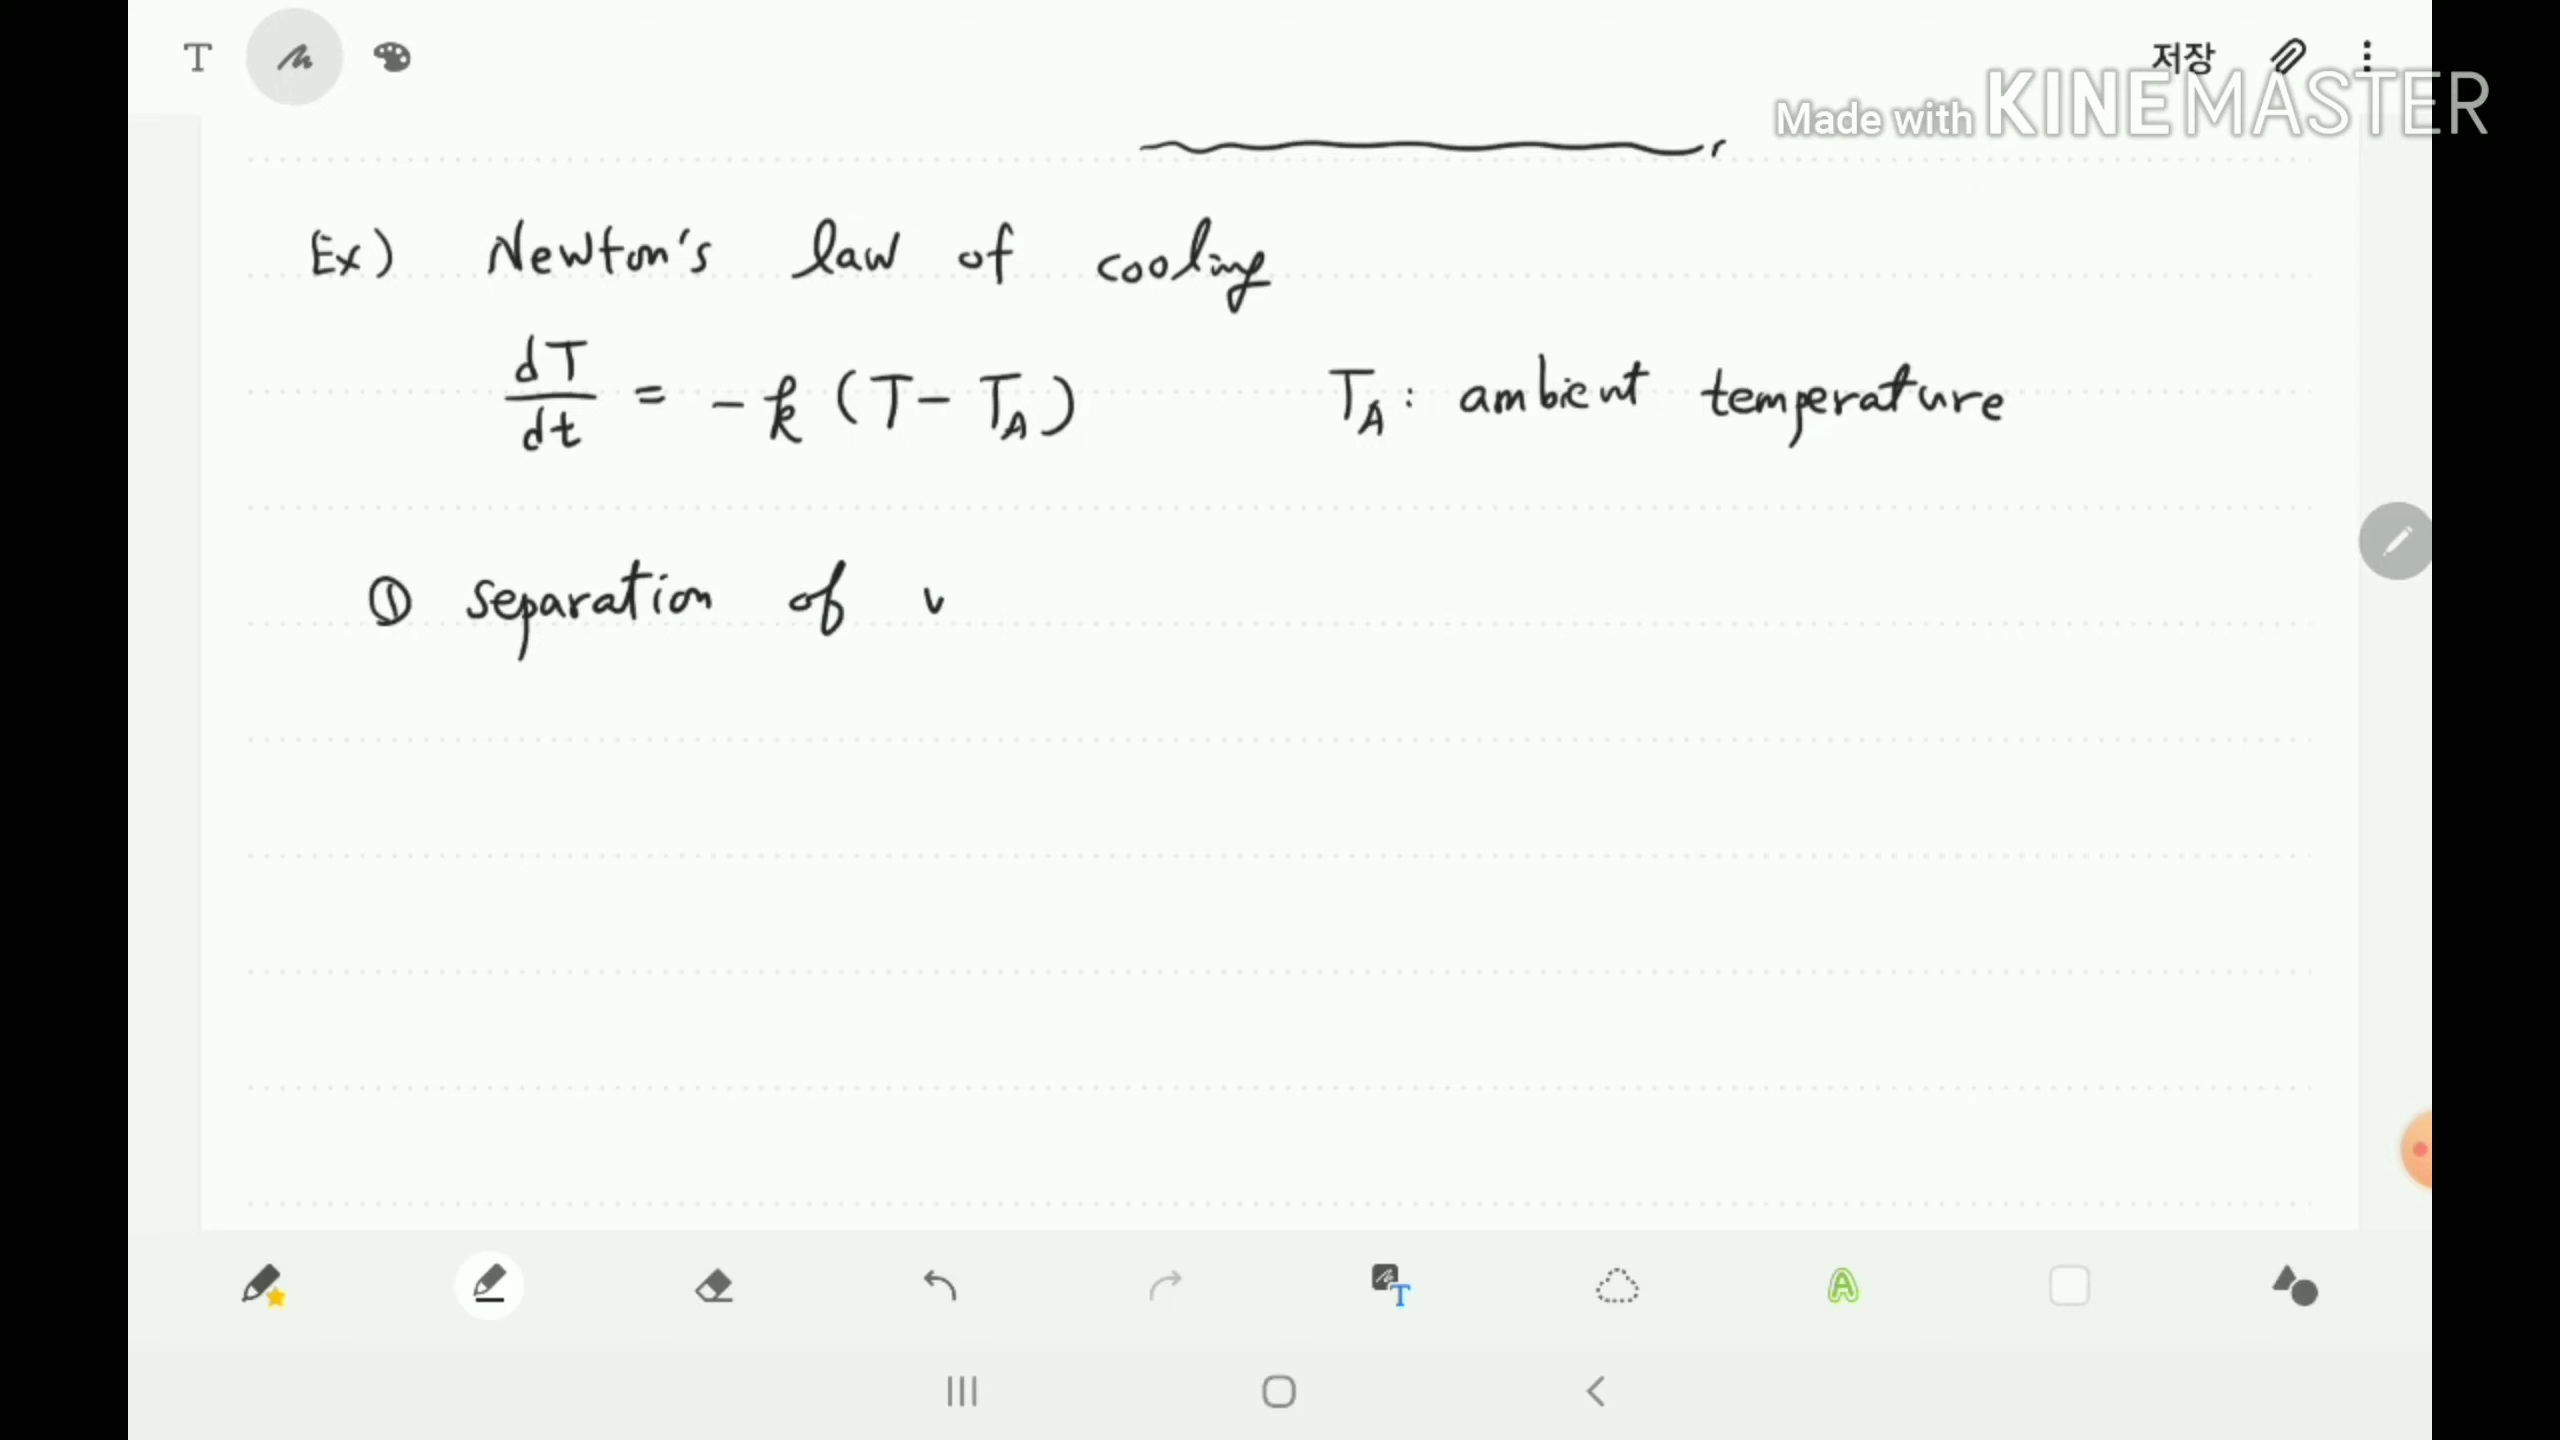 T 저장
Made with KINEMASTER
Ex) Newton's law of cooling
dT/dt = -k (T - T_A) T_A : ambient temperature
① separation of v
T A